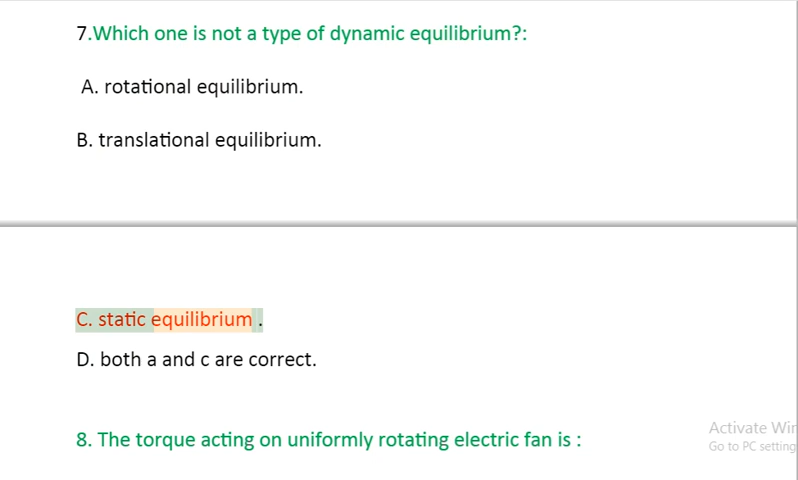 7.Which one is not a type of dynamic equilibrium?:
A. rotational equilibrium.
B. translational equilibrium.
C. static equilibrium .
D. both a and c are correct.
Activate Win
Go to PC setting
8. The torque acting on uniformly rotating electric fan is :